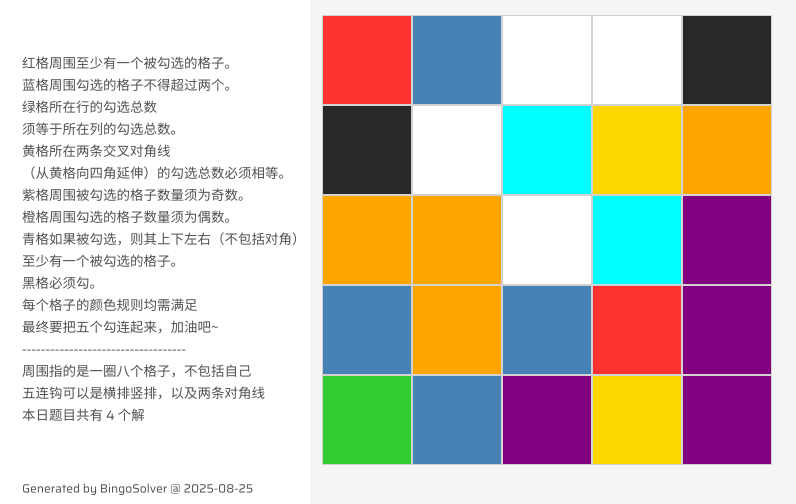 红格周围至少有一个被勾选的格子。
蓝格周围勾选的格子不得超过两个。
绿格所在行的勾选总数
须等于所在列的勾选总数。
黄格所在两条交叉对角线
（从黄格向四角延伸）的勾选总数必须相等。
紫格周围被勾选的格子数量须为奇数。
橙格周围勾选的格子数量须为偶数。
青格如果被勾选，则其上下左右（不包括对角）
至少有一个被勾选的格子。
黑格必须勾。
每个格子的颜色规则均需满足
最终要把五个勾连起来，加油吧~
-----------------------------------
周围指的是一圈八个格子，不包括自己
五连钩可以是横排竖排，以及两条对角线
本日题目共有 4 个解
Generated by BingoSolver @ 2025-08-25